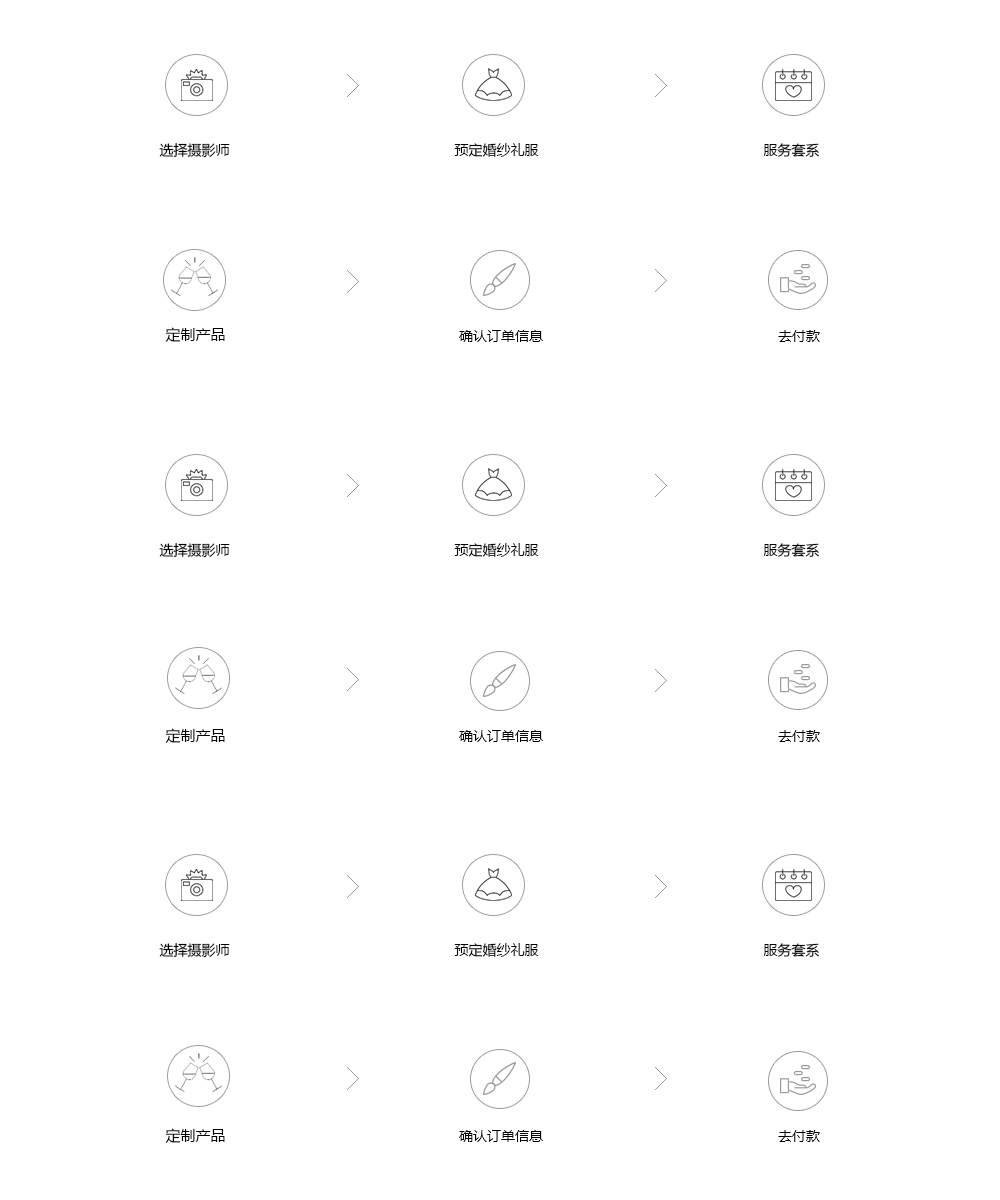 选择摄影师
预定婚纱礼服
服务套系
定制产品
确认订单信息
去付款
选择摄影师
预定婚纱礼服
服务套系
定制产品
确认订单信息
去付款
选择摄影师
预定婚纱礼服
服务套系
定制产品
确认订单信息
去付款